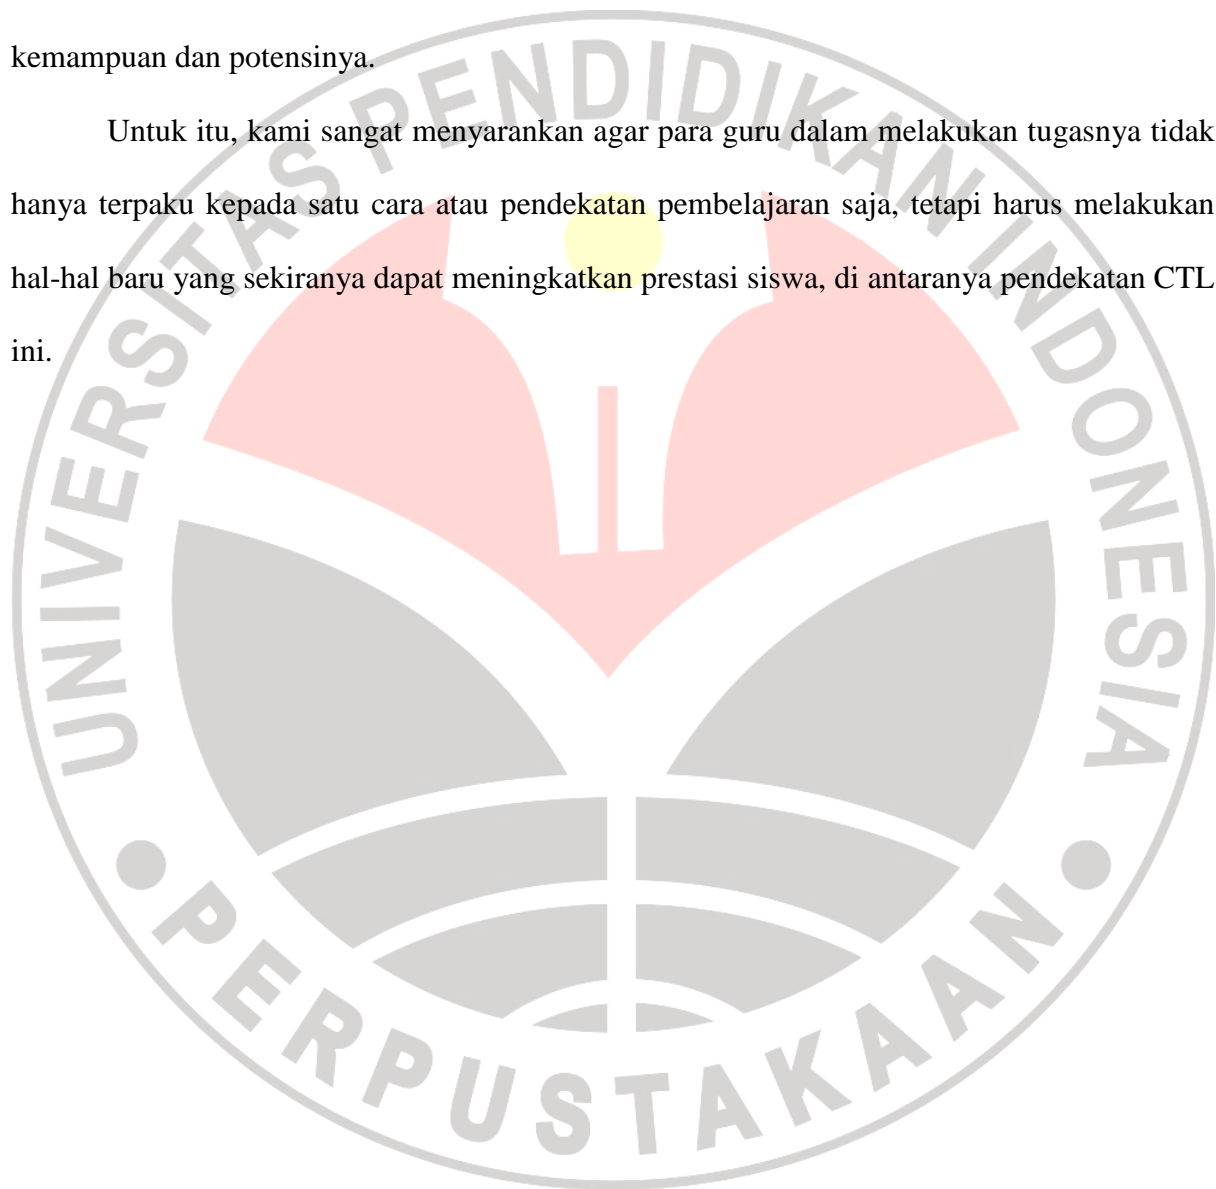 kemampuan dan potensinya.
Untuk itu, kami sangat menyarankan agar para guru dalam melakukan tugasnya tidak
hanya terpaku kepada satu cara atau pendekatan pembelajaran saja, tetapi harus melakukan
hal-hal baru yang sekiranya dapat meningkatkan prestasi siswa, di antaranya pendekatan CTL
ini.
UNIVERSITAS PENDIDIKAN INDONESIA
PERPUSTAKAAN